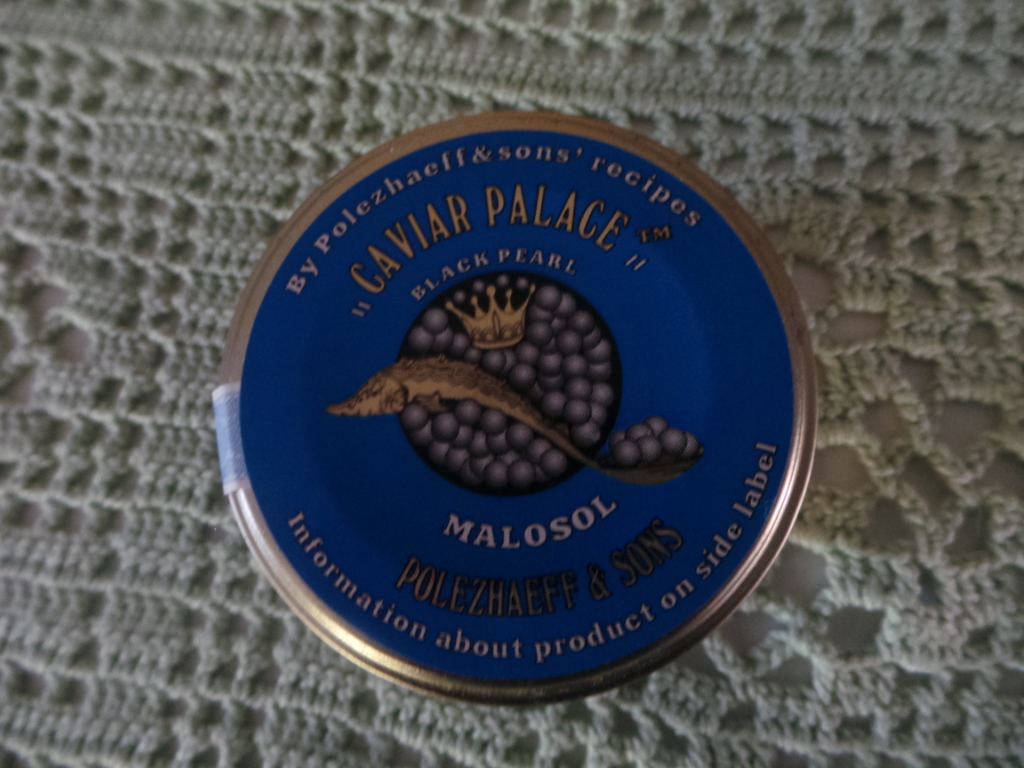 By Polezhaeff&sons' recipes
"CAVIAR PALACE"™
BLACK PEARL
MALOSOL
POLEZHAEFF & SONS
Information about product on side label